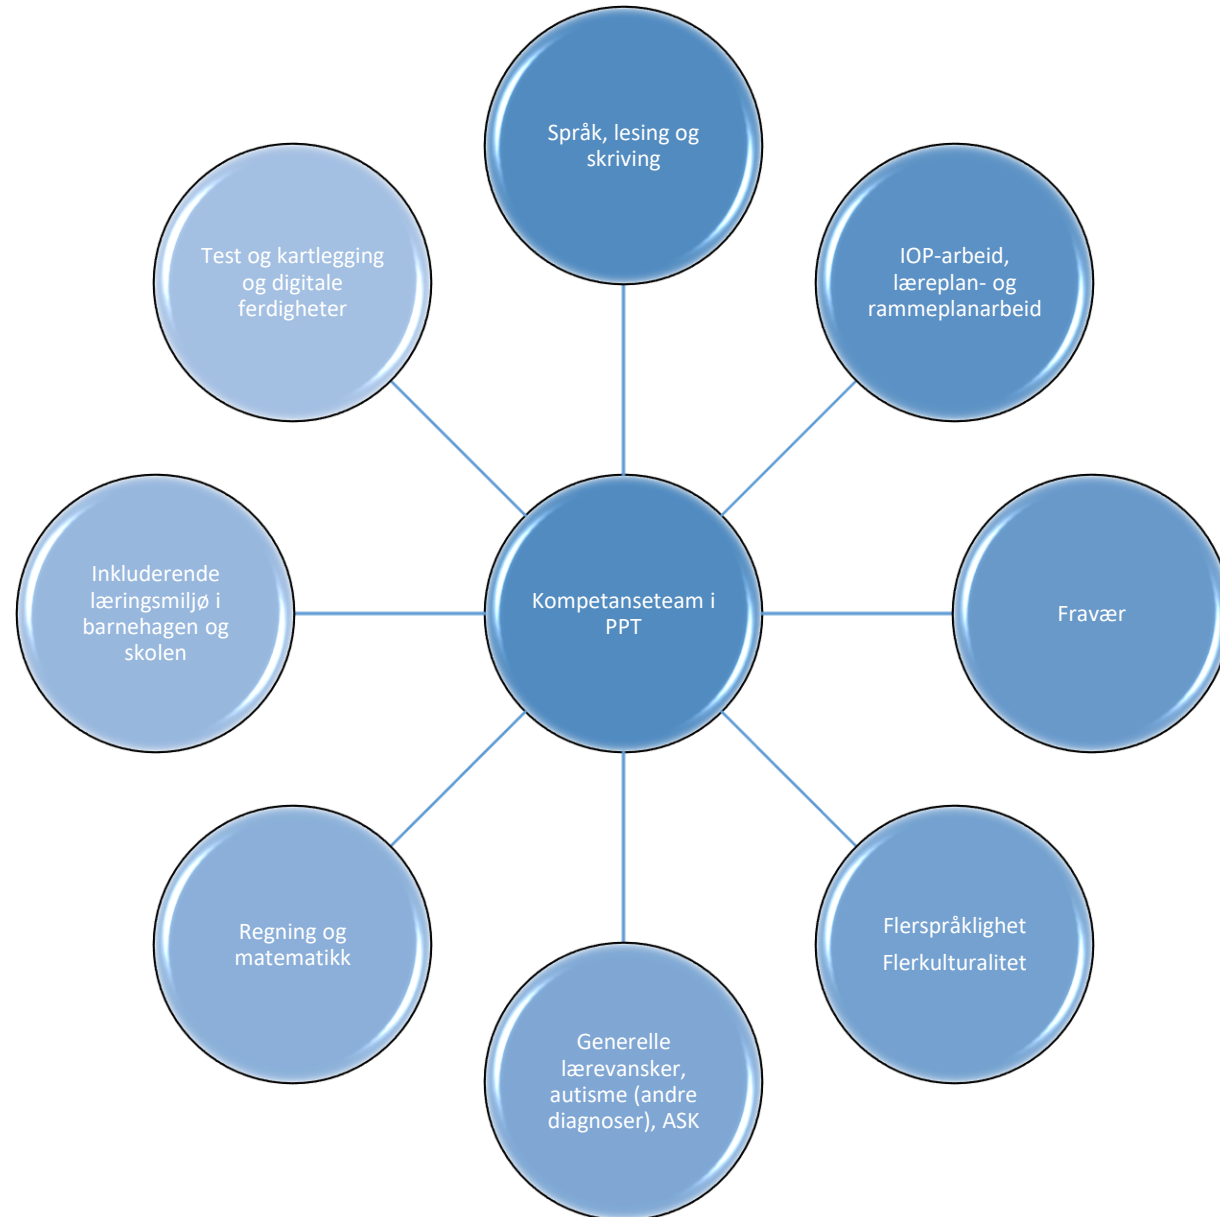 Språk, lesing og
skriving
IOP-arbeid,
læreplan- og
rammeplanarbeid
Fravær
Flerspråklighet
Flerkulturalitet
Generelle
lærevansker,
autisme (andre
diagnoser), ASK
Regning og
matematikk
Inkluderende
læringsmiljø i
barnehagen og
skolen
Test og kartlegging
og digitale
ferdigheter
Kompetanseteam i
PPT